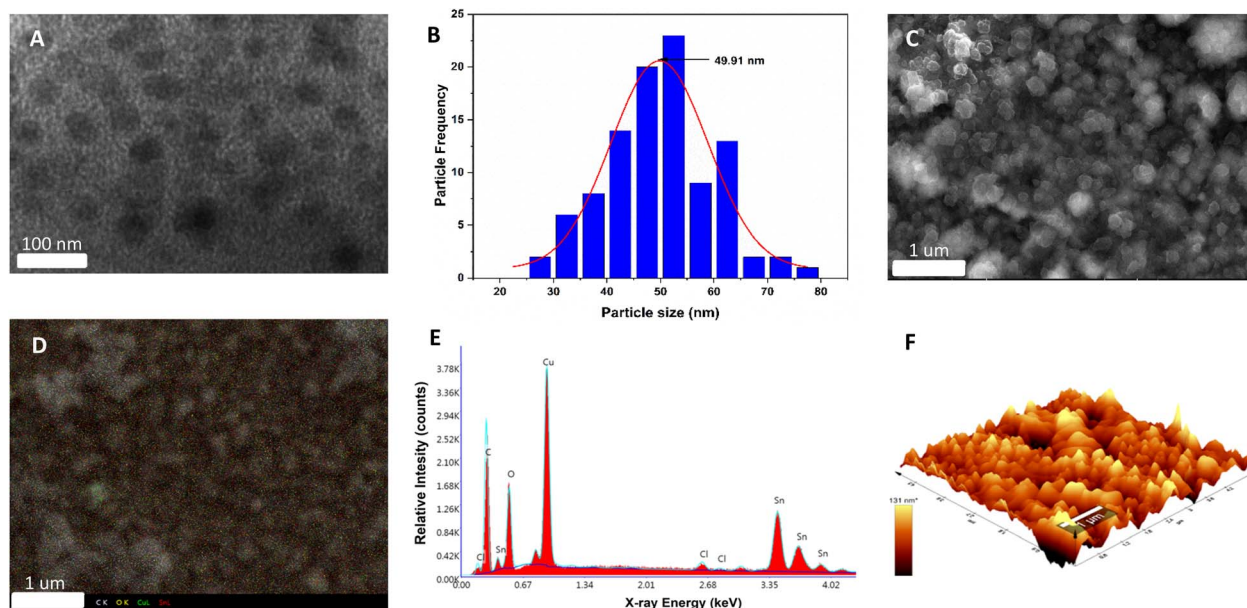 A
100 nm
B
25
20
15
10
5
0
Particle Frequency
49.91 nm
20 30 40 50 60 70 80
Particle size (nm)
C
1 um
D
1 um
C K O K CuL SnL
E
Relative Intesity (counts)
3.78K
3.36K
2.94K
2.52K
2.10K
1.68K
1.26K
0.84K
0.42K
0.00K
Cl
C
Sn
O
Cu
Cl
Cl
Sn
Sn
Sn
0.00 0.67 1.34 2.01 2.68 3.35 4.02
X-ray Energy (keV)
F
131 nm
1 μm